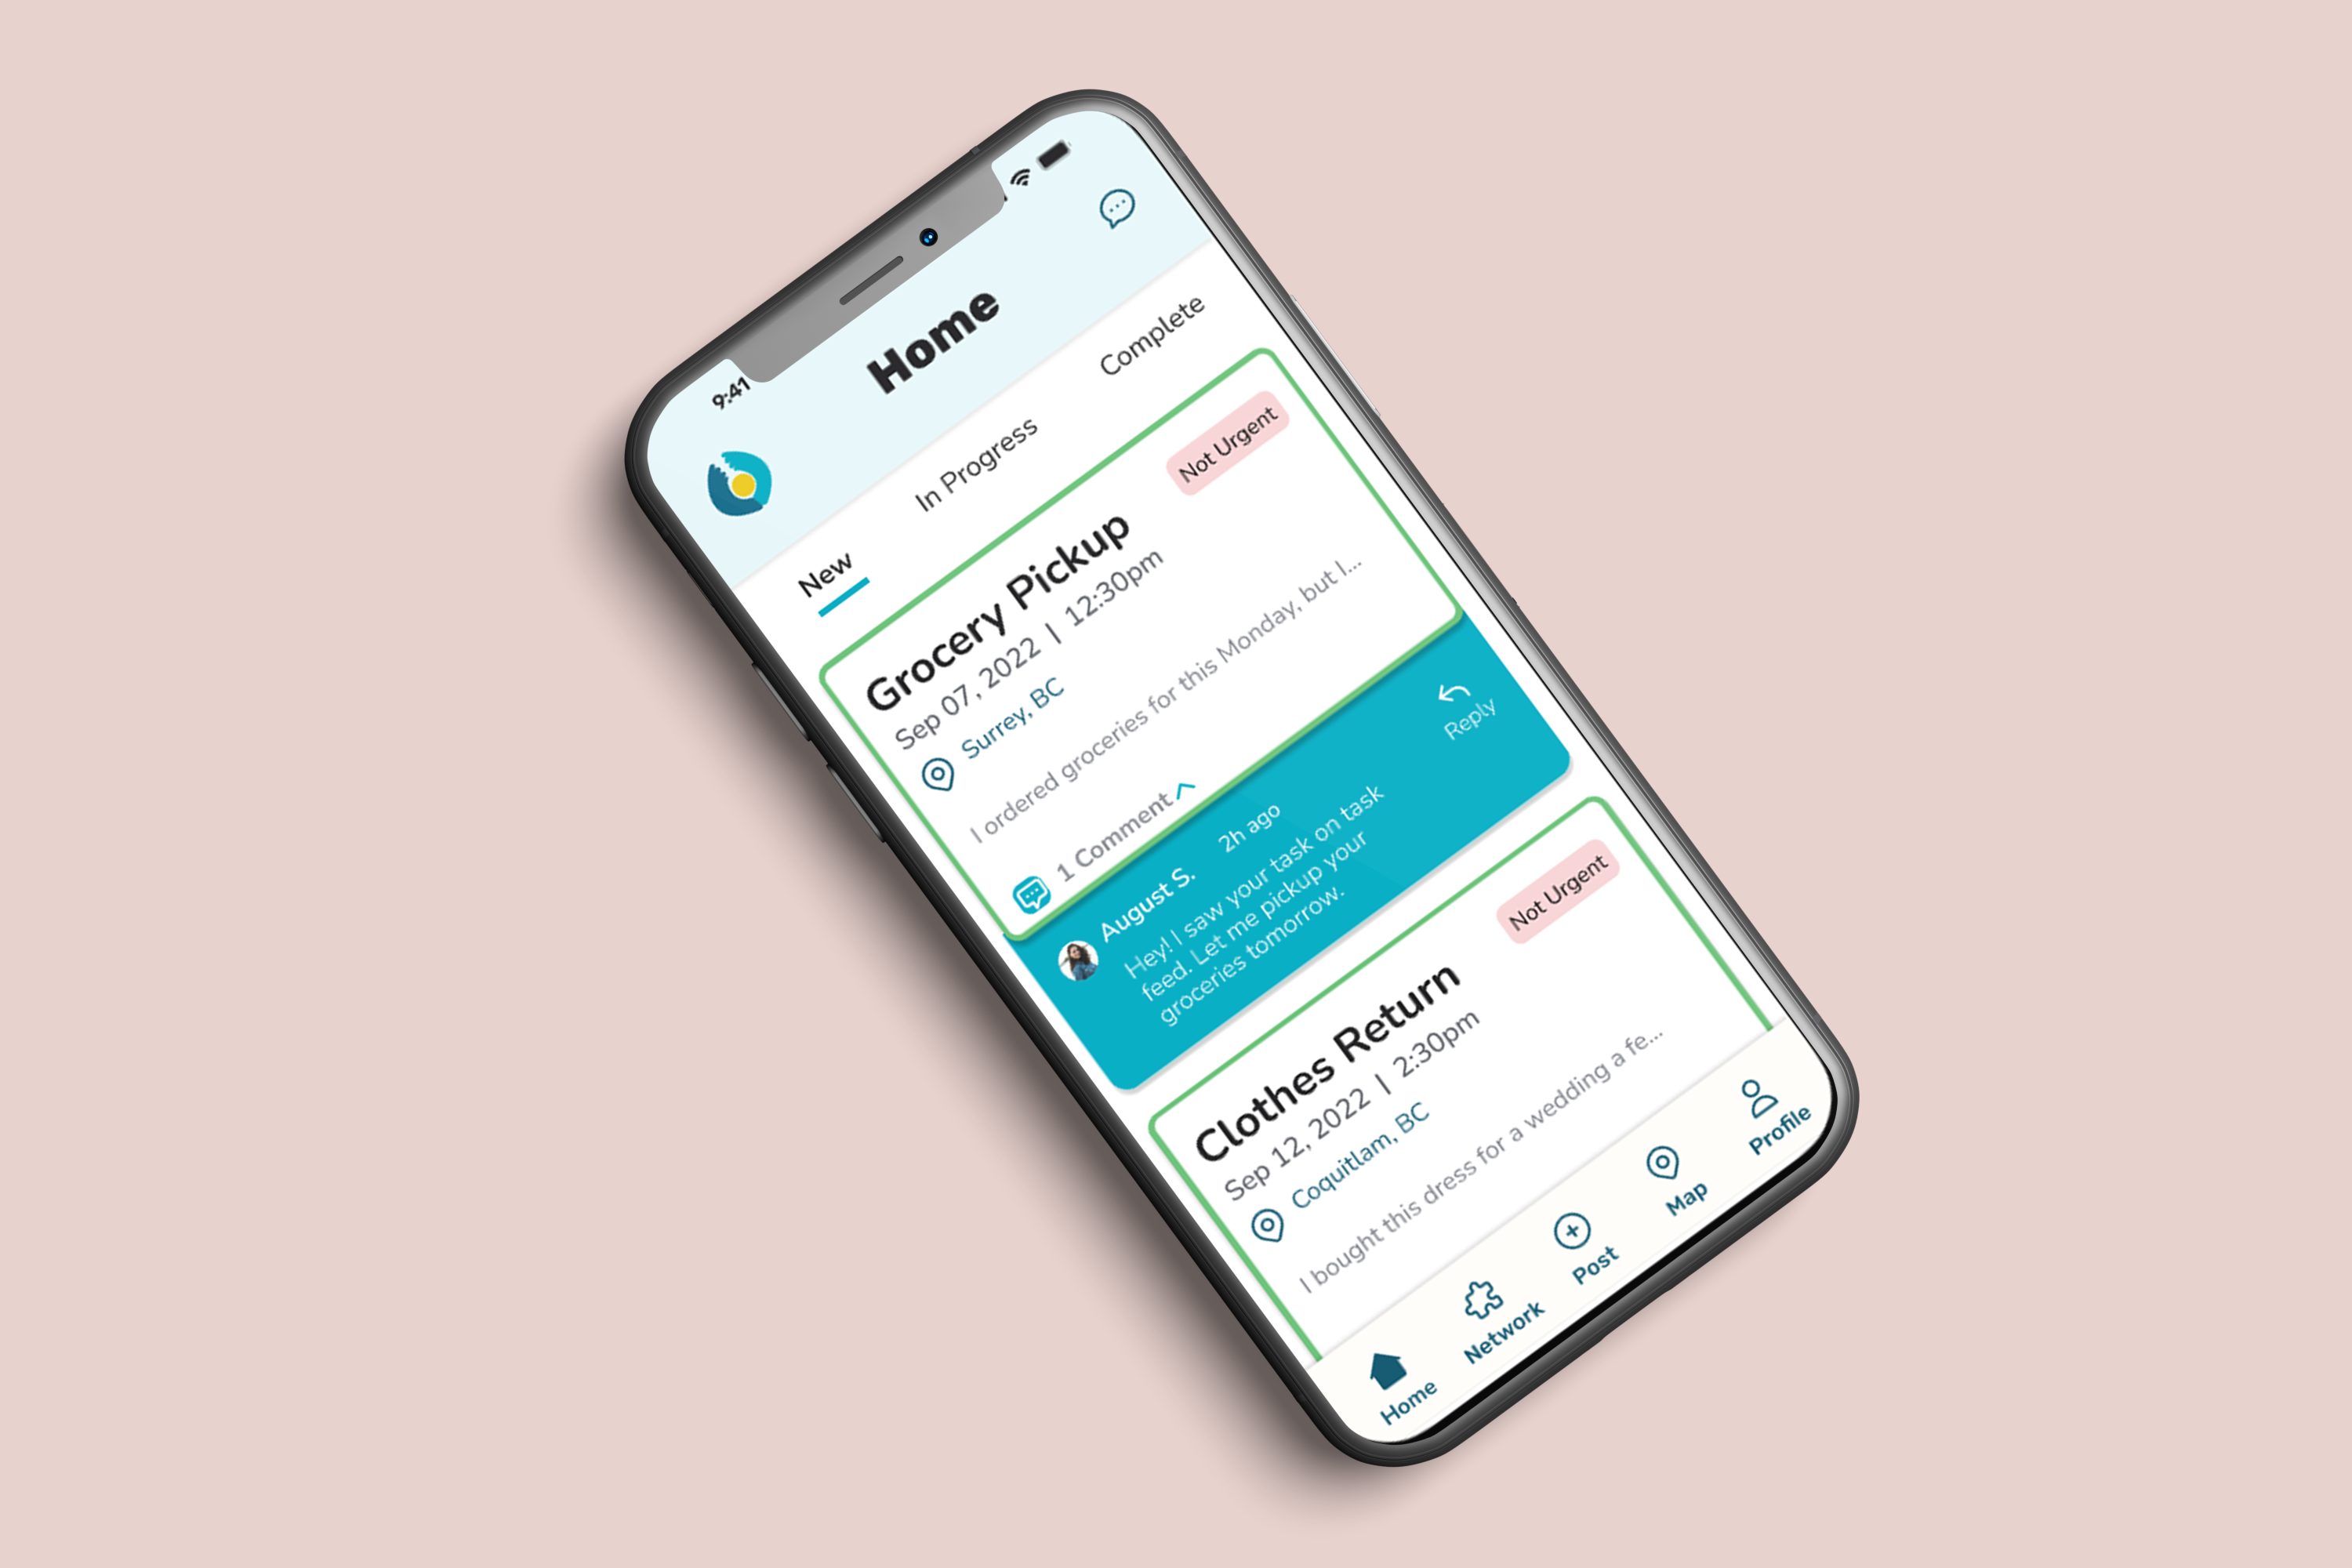 9:41
Home
New
In Progress
Complete
Not Urgent
Grocery Pickup
Sep 07, 2022 | 12:30pm
Surrey, BC
I ordered groceries for this Monday, but I...
1 Comment
August S.
2h ago
Reply
Hey! I saw your task on task
feed. Let me pickup your
groceries tomorrow.
Not Urgent
Clothes Return
Sep 12, 2022 | 2:30pm
Coquitlam, BC
I bought this dress for a wedding a fe...
Home
Network
Post
Map
Profile